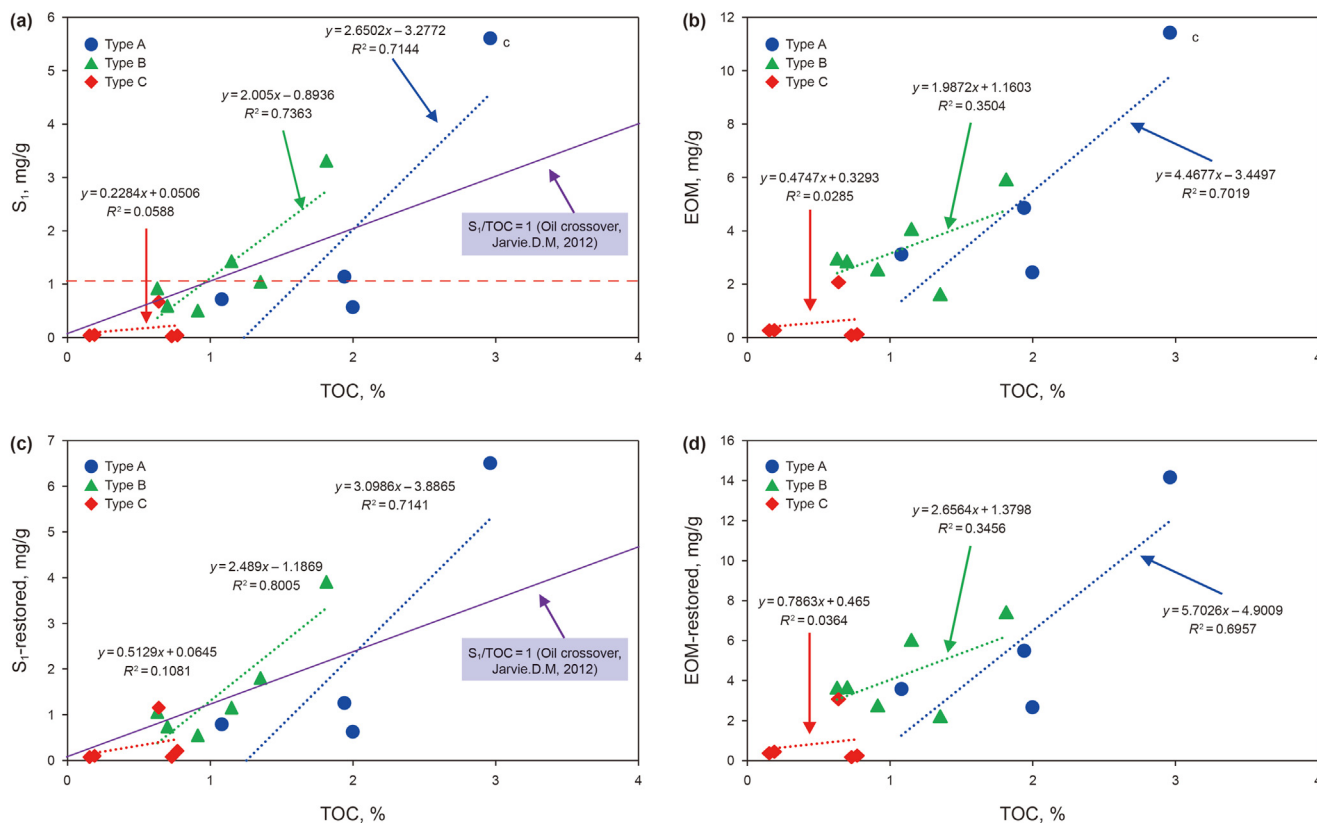 (a)
6
5
4
3
2
1
0
S₁, mg/g
Type A
Type B
Type C
y = 2.6502x − 3.2772
R² = 0.7144
c
y = 2.005x − 0.8936
R² = 0.7363
y = 0.2284x + 0.0506
R² = 0.0588
S₁/TOC = 1 (Oil crossover,
Jarvie.D.M, 2012)
0 1 2 3 4
TOC, %
(b)
12
10
8
6
4
2
0
EOM, mg/g
Type A
Type B
Type C
c
y = 1.9872x + 1.1603
R² = 0.3504
y = 0.4747x + 0.3293
R² = 0.0285
y = 4.4677x − 3.4497
R² = 0.7019
0 1 2 3 4
TOC, %
(c)
7
6
5
4
3
2
1
0
S₁-restored, mg/g
Type A
Type B
Type C
y = 3.0986x − 3.8865
R² = 0.7141
y = 2.489x − 1.1869
R² = 0.8005
y = 0.5129x + 0.0645
R² = 0.1081
S₁/TOC = 1 (Oil crossover,
Jarvie.D.M, 2012)
0 1 2 3 4
TOC, %
(d)
16
14
12
10
8
6
4
2
0
EOM-restored, mg/g
Type A
Type B
Type C
y = 2.6564x + 1.3798
R² = 0.3456
y = 0.7863x + 0.465
R² = 0.0364
y = 5.7026x − 4.9009
R² = 0.6957
0 1 2 3 4
TOC, %